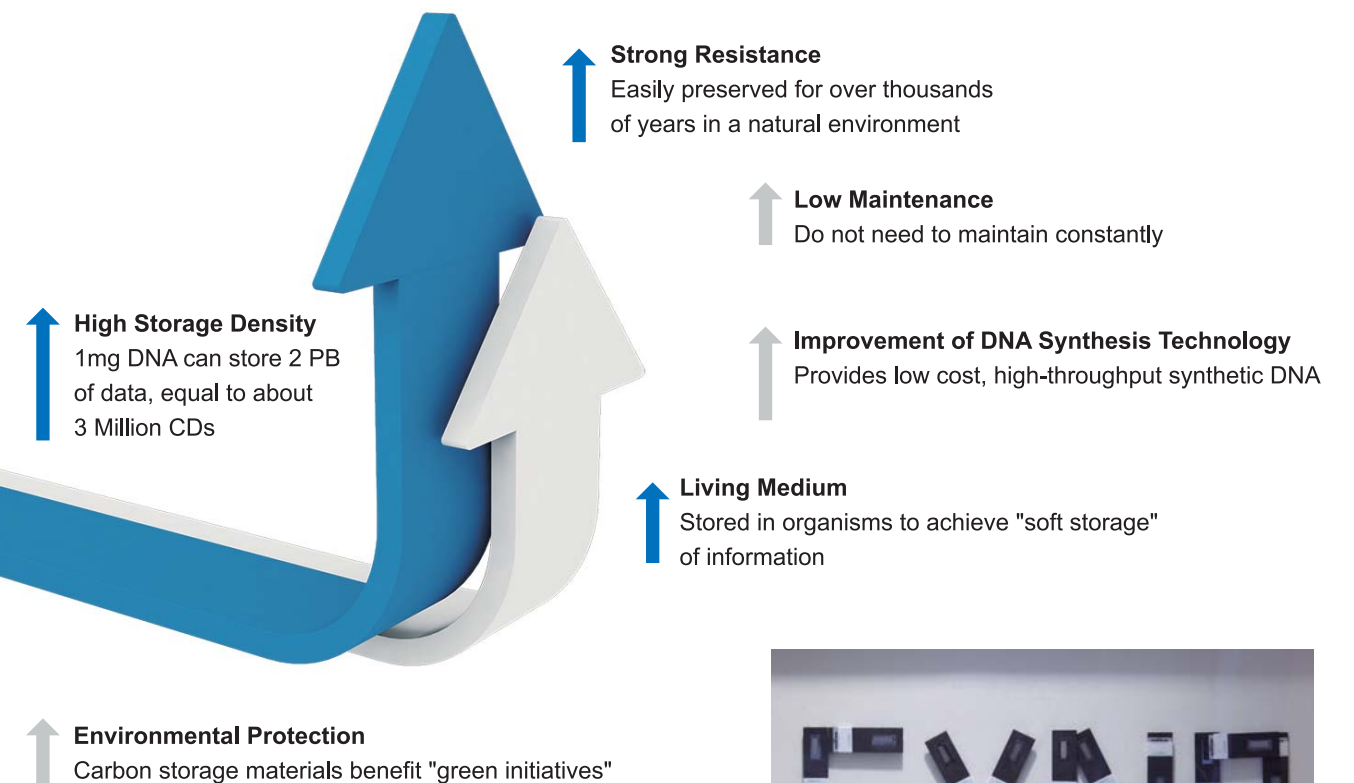 Strong Resistance
Easily preserved for over thousands
of years in a natural environment
Low Maintenance
Do not need to maintain constantly
High Storage Density
1mg DNA can store 2 PB
of data, equal to about
3 Million CDs
Improvement of DNA Synthesis Technology
Provides low cost, high-throughput synthetic DNA
Living Medium
Stored in organisms to achieve "soft storage"
of information
Environmental Protection
Carbon storage materials benefit "green initiatives"